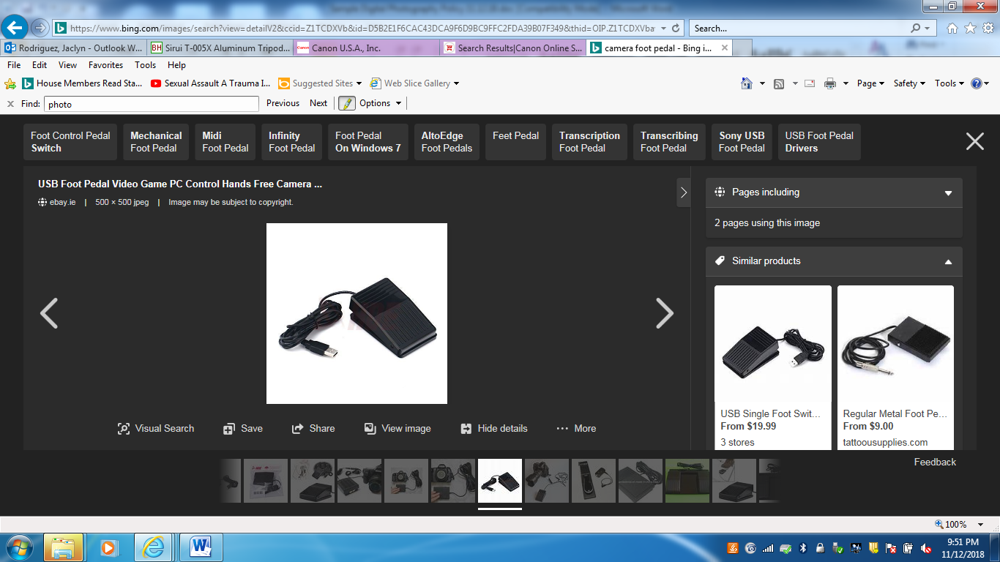 Sample Digital Photography Policy
https://www.bing.com/images/search?view=detailV2&ccid=Z1TCDXVb&id=D5B2E1F6CAC43DCA9F6D9BC9FFC2FDA39B07F349&thid=OIP.Z1TCDXVba
Search...
Rodriguez, Jaclyn - Outlook W...
BH Sirui T-005X Aluminum Tripod...
Canon Canon U.S.A., Inc.
Search Results|Canon Online S...
camera foot pedal - Bing i...
File Edit View Favorites Tools Help
House Members Read Sta... Sexual Assault A Trauma I... Suggested Sites Web Slice Gallery
Page Safety Tools
Find: photo Previous Next Options
Foot Control Pedal
Switch
Mechanical
Foot Pedal
Midi
Foot Pedal
Infinity
Foot Pedal
Foot Pedal
On Windows 7
AltoEdge
Foot Pedals
Feet Pedal
Transcription
Foot Pedal
Transcribing
Foot Pedal
Sony USB
Foot Pedal
USB Foot Pedal
Drivers
USB Foot Pedal Video Game PC Control Hands Free Camera ...
ebay.ie | 500 × 500 jpeg | Image may be subject to copyright.
Visual Search Save Share View image Hide details More
Pages including
2 pages using this image
Similar products
USB Single Foot Swit...
From $19.99
3 stores
Regular Metal Foot Pe...
From $9.00
tattoousupplies.com
Feedback
100%
9:51 PM
11/12/2018